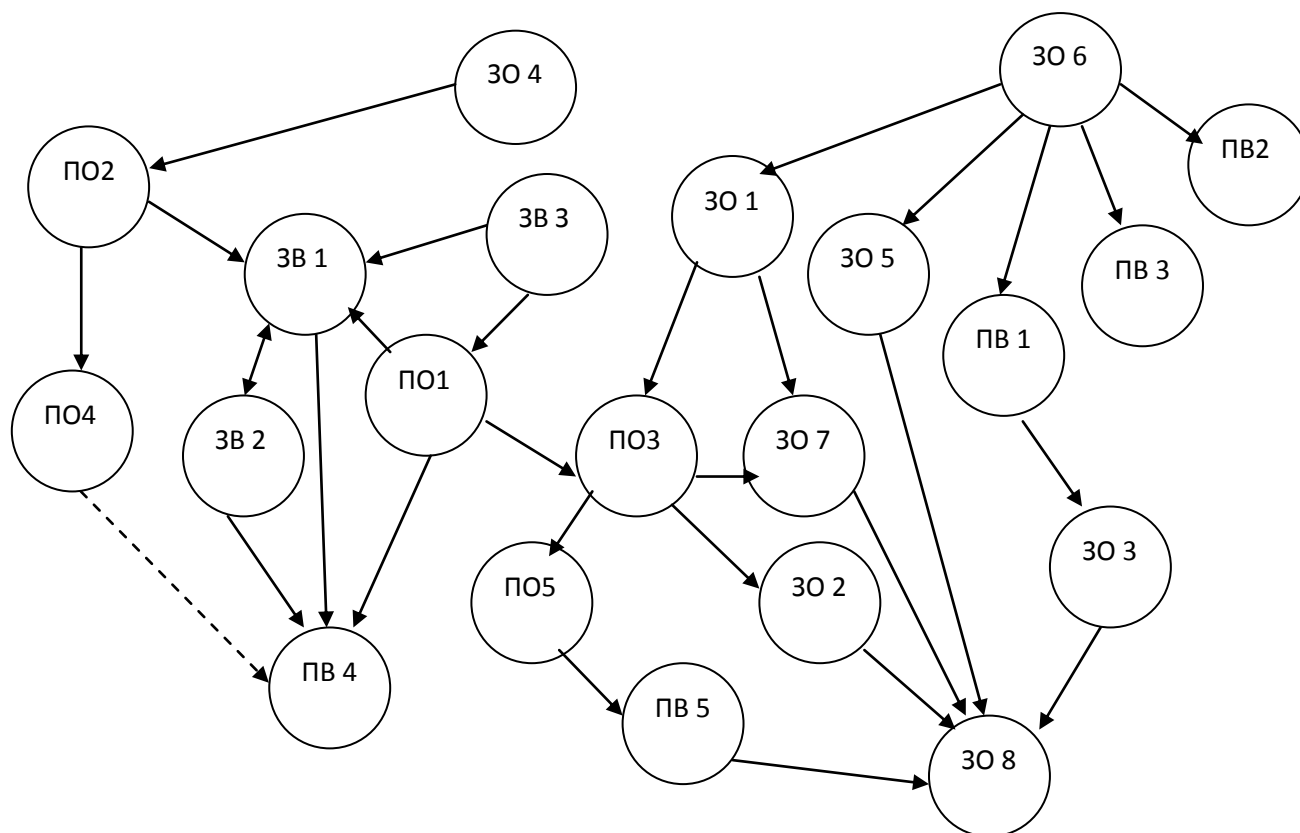 ЗО 6
ЗО 4
ПВ2
ПО2
ЗО 1
ЗВ 3
ЗВ 1
ЗО 5
ПВ 3
ПВ 1
ПО1
ПО4
ЗВ 2
ПО3
ЗО 7
ЗО 3
ПО5
ЗО 2
ПВ 4
ПВ 5
ЗО 8